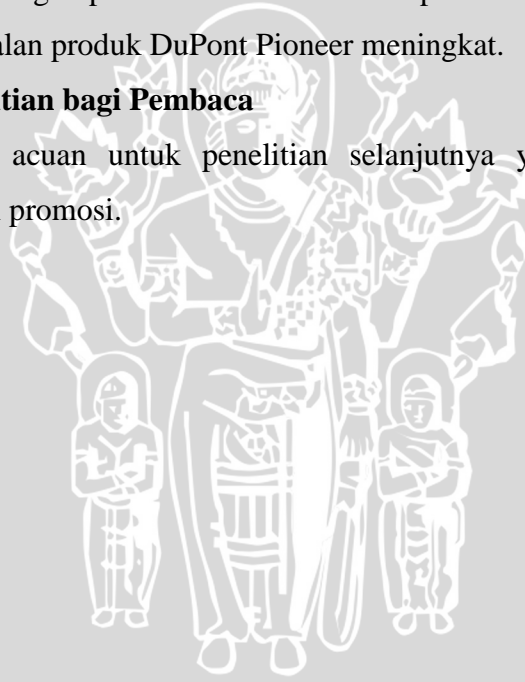 alan produk DuPont Pioneer meningkat.
tian bagi Pembaca
acuan untuk penelitian selanjutnya y
promosi.